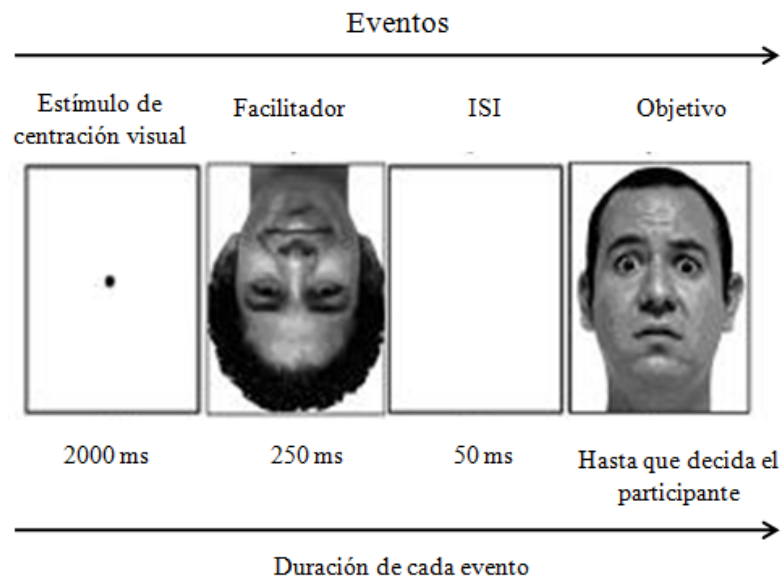 Eventos
Estímulo de
centración visual
Facilitador
ISI
Objetivo
2000 ms
250 ms
50 ms
Hasta que decida el
participante
Duración de cada evento